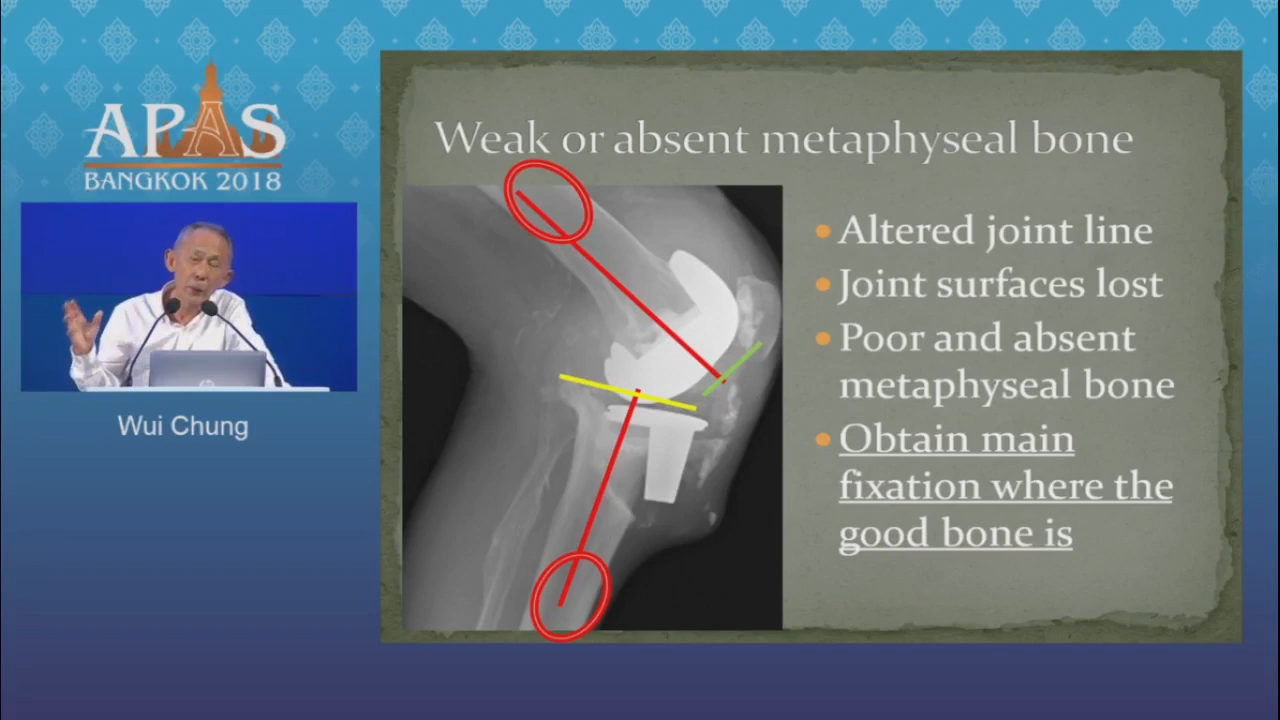 APAS
BANGKOK 2018
Wui Chung
Weak or absent metaphyseal bone
Altered joint line
Joint surfaces lost
Poor and absent
metaphyseal bone
Obtain main
fixation where the
good bone is